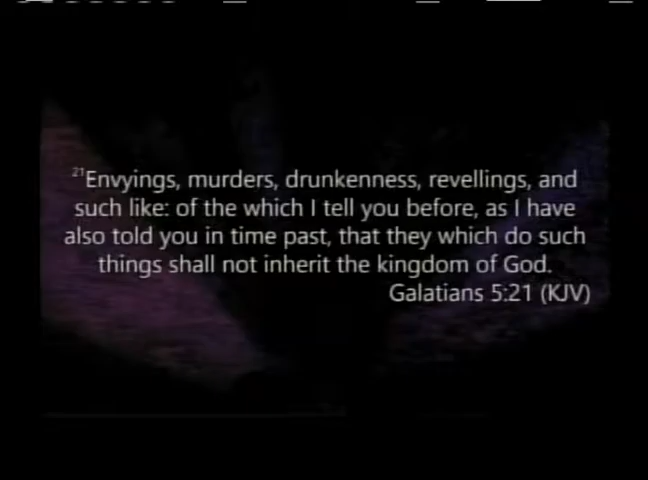 21Envyings, murders, drunkenness, revellings, and
such like: of the which I tell you before, as I have
also told you in time past, that they which do such
things shall not inherit the kingdom of God.
Galatians 5:21 (KJV)